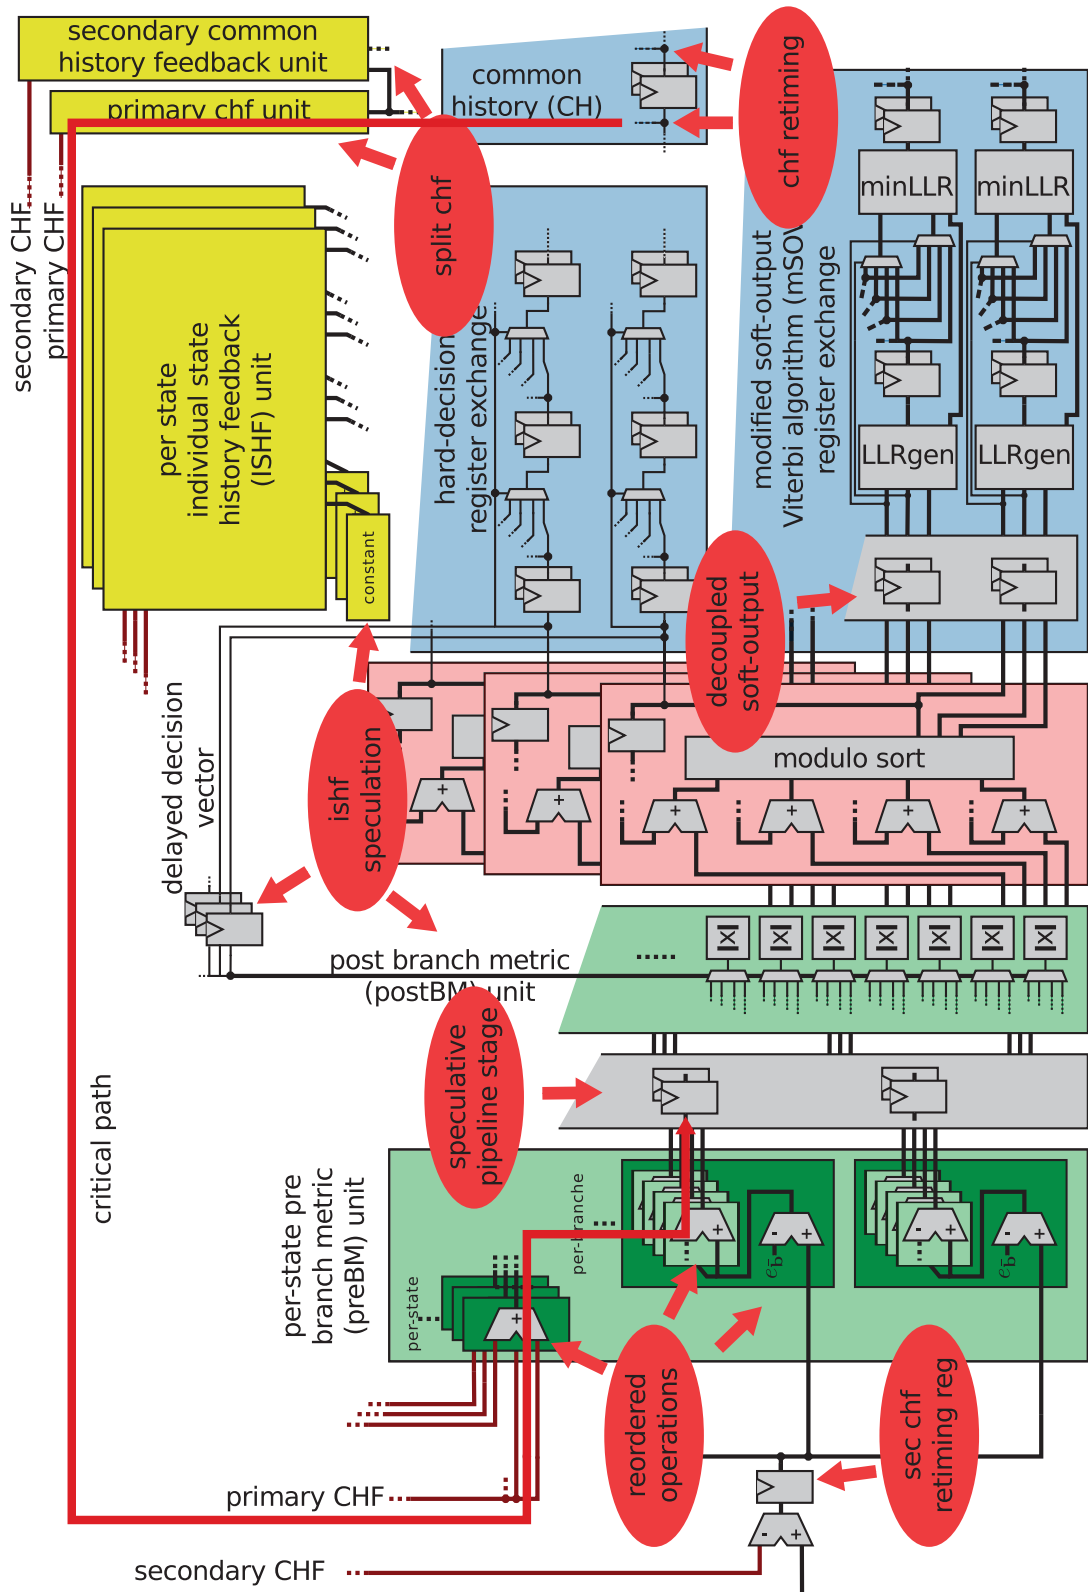 secondary common
history feedback unit
primary chf unit
common
history (CH)
chf retiming
split chf
secondary CHF
primary CHF
per state
individual state
history feedback
(ISHF) unit
constant
hard-decision
register exchange
modified soft-output
Viterbi algorithm (mSOV
register exchange
minLLR
minLLR
LLRgen
LLRgen
decoupled
soft-output
delayed decision
vector
ishf
speculation
modulo sort
+
+
+
+
+
+
post branch metric
(postBM) unit
|x|
|x|
|x|
|x|
|x|
|x|
|x|
speculative
pipeline stage
critical path
per-state pre
branch metric
(preBM) unit
per-state
per-branche
- +
- +
- +
- +
+
reordered
operations
sec chf
retiming reg
primary CHF
- +
secondary CHF